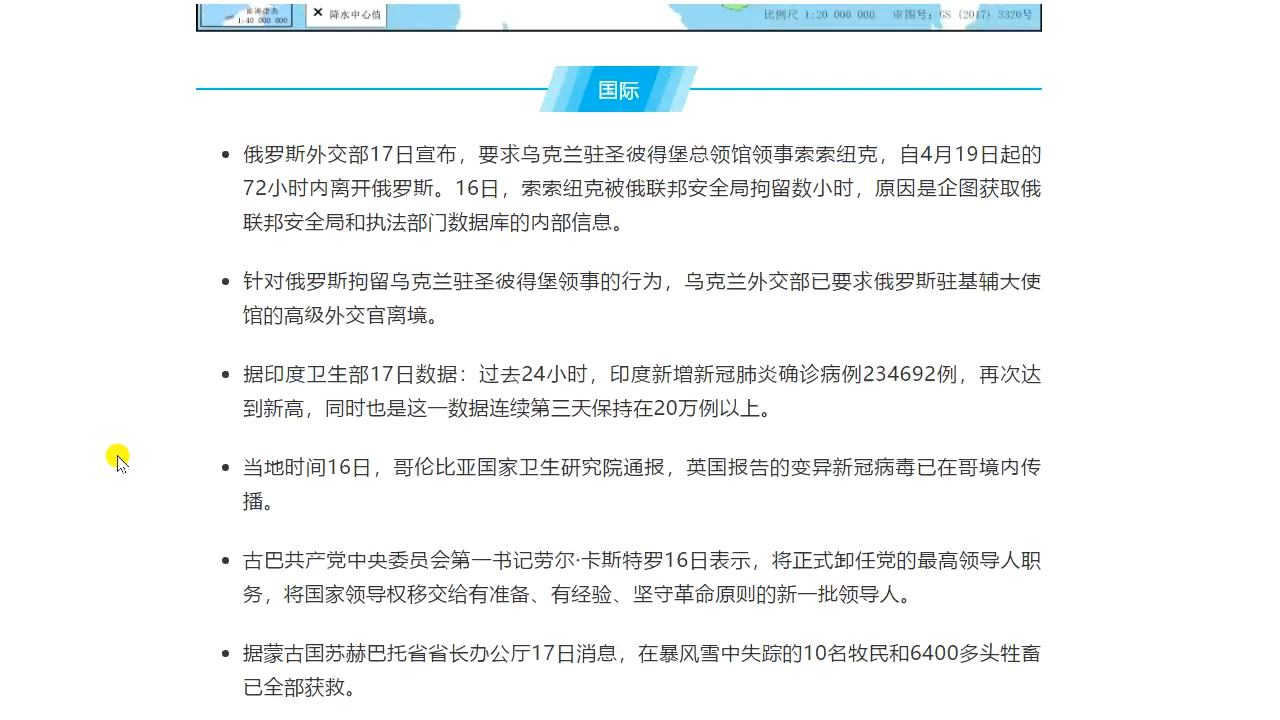 南海诸岛
1:40 000 000
× 降水中心值
比例尺 1:20 000 000 审图号：GS (2017) 3320号
国际
• 俄罗斯外交部17日宣布，要求乌克兰驻圣彼得堡总领馆领事索索纽克，自4月19日起的
72小时内离开俄罗斯。16日，索索纽克被俄联邦安全局拘留数小时，原因是企图获取俄
联邦安全局和执法部门数据库的内部信息。
• 针对俄罗斯拘留乌克兰驻圣彼得堡领事的行为，乌克兰外交部已要求俄罗斯驻基辅大使
馆的高级外交官离境。
• 据印度卫生部17日数据：过去24小时，印度新增新冠肺炎确诊病例234692例，再次达
到新高，同时也是这一数据连续第三天保持在20万例以上。
• 当地时间16日，哥伦比亚国家卫生研究院通报，英国报告的变异新冠病毒已在哥境内传
播。
• 古巴共产党中央委员会第一书记劳尔·卡斯特罗16日表示，将正式卸任党的最高领导人职
务，将国家领导权移交给有准备、有经验、坚守革命原则的新一批领导人。
• 据蒙古国苏赫巴托省省长办公厅17日消息，在暴风雪中失踪的10名牧民和6400多头牲畜
已全部获救。